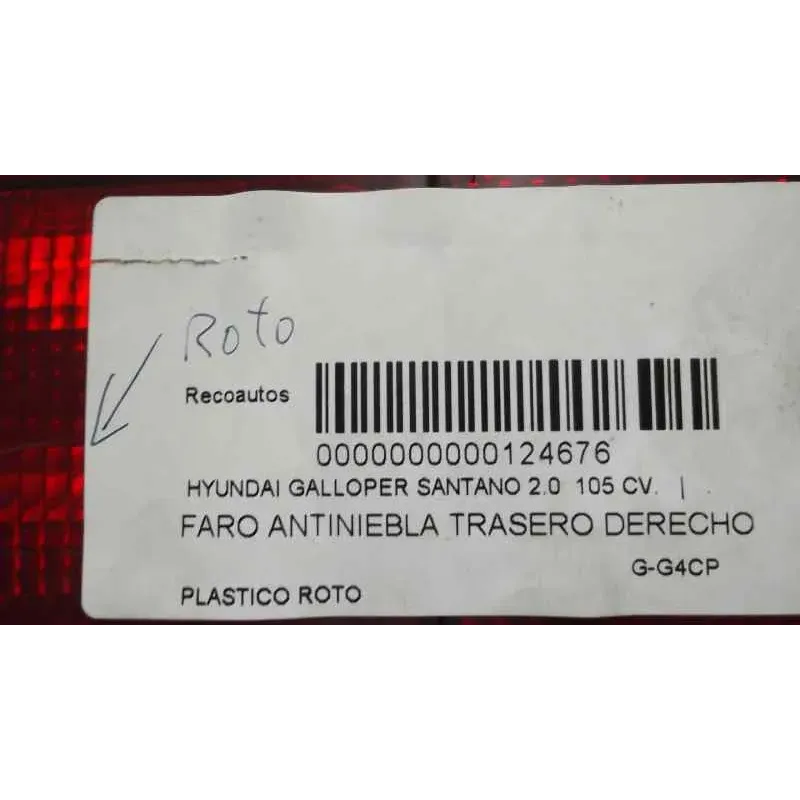 Roto
Recoautos
0000000000124676
HYUNDAI GALLOPER SANTANO 2.0 105 CV. | .
FARO ANTINIEBLA TRASERO DERECHO
G-G4CP
PLASTICO ROTO